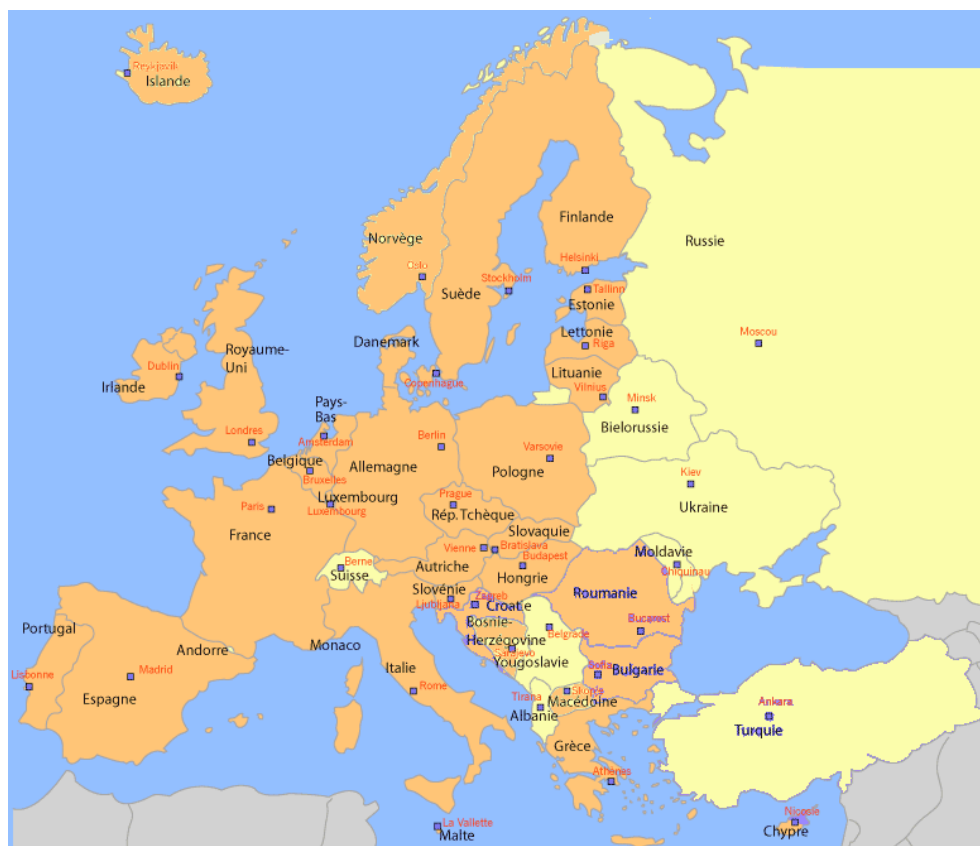 Reykjavik
Islande
Finlande
Norvège
Russie
Helsinki
Oslo
Stockholm
Suède
Tallinn
Estonie
Lettonie
Moscou
Danemark
Riga
Royaume-
Uni
Dublin
Lituanie
Irlande
Copenhague
Vilnius
Minsk
Pays-
Bas
Bielorussie
Londres
Amsterdam
Berlin
Varsovie
Belgique
Allemagne
Pologne
Kiev
Bruxelles
Luxembourg
Prague
Paris
Luxembourg
Ukraine
Rép. Tchèque
France
Slovaquie
Vienne
Bratislava
Moldavie
Budapest
Berne
Autriche
Chiquinau
Suisse
Hongrie
Slovénie
Roumanie
Zagreb
Ljubljana
Croatie
Bosnie-
Bucarest
Portugal
Belgrade
Herzégovine
Monaco
Andorre
Sarajevo
Yougoslavie
Italie
Sofia
Bulgarie
Madrid
Lisbonne
Rome
Skopje
Espagne
Tirana
Macédoine
Ankara
Albanie
Turquie
Grèce
Athènes
Nicosie
La Vallette
Malte
Chypre